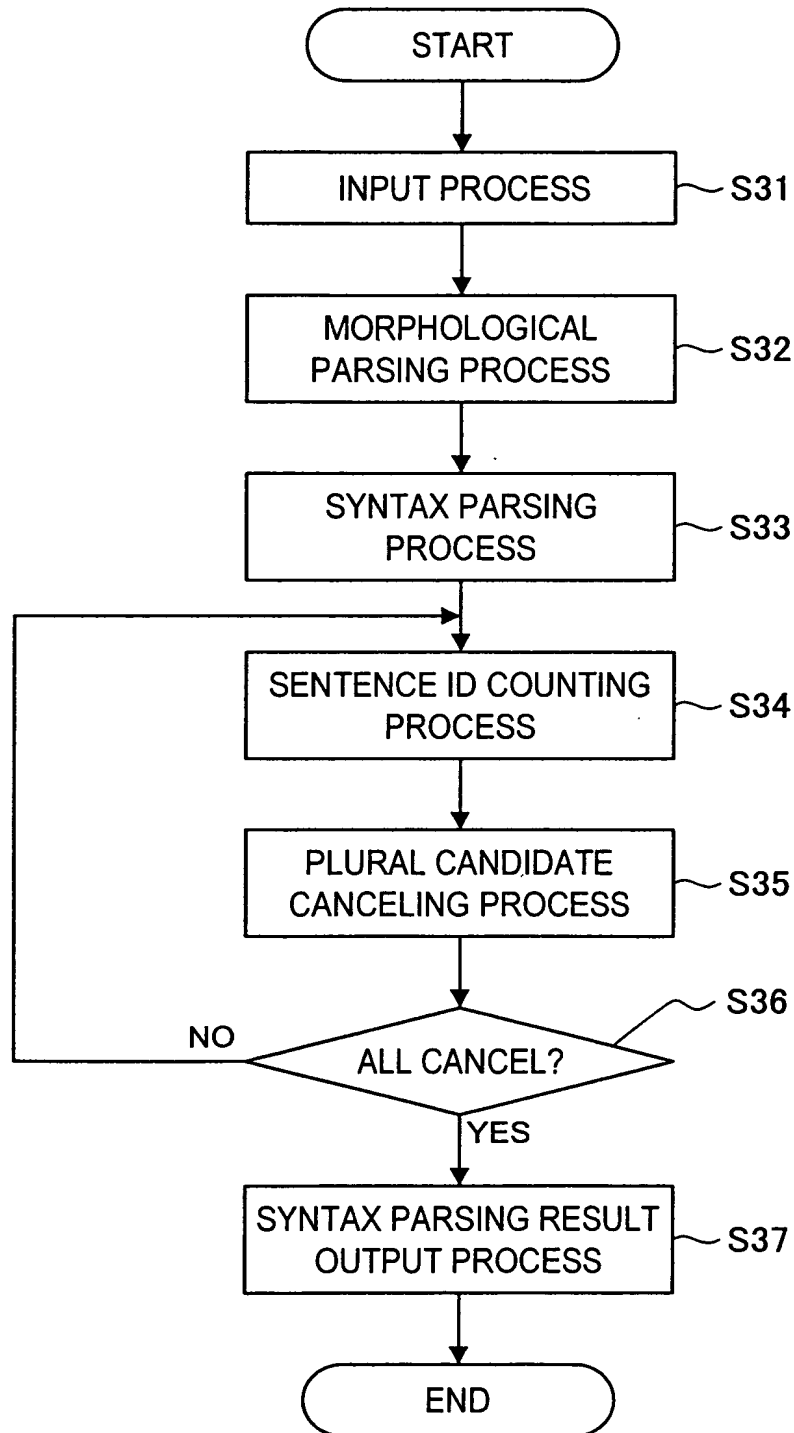 START
INPUT PROCESS
S31
MORPHOLOGICAL
PARSING PROCESS
S32
SYNTAX PARSING
PROCESS
S33
SENTENCE ID COUNTING
PROCESS
S34
PLURAL CANDIDATE
CANCELING PROCESS
S35
S36
NO
ALL CANCEL?
YES
SYNTAX PARSING RESULT
OUTPUT PROCESS
S37
END